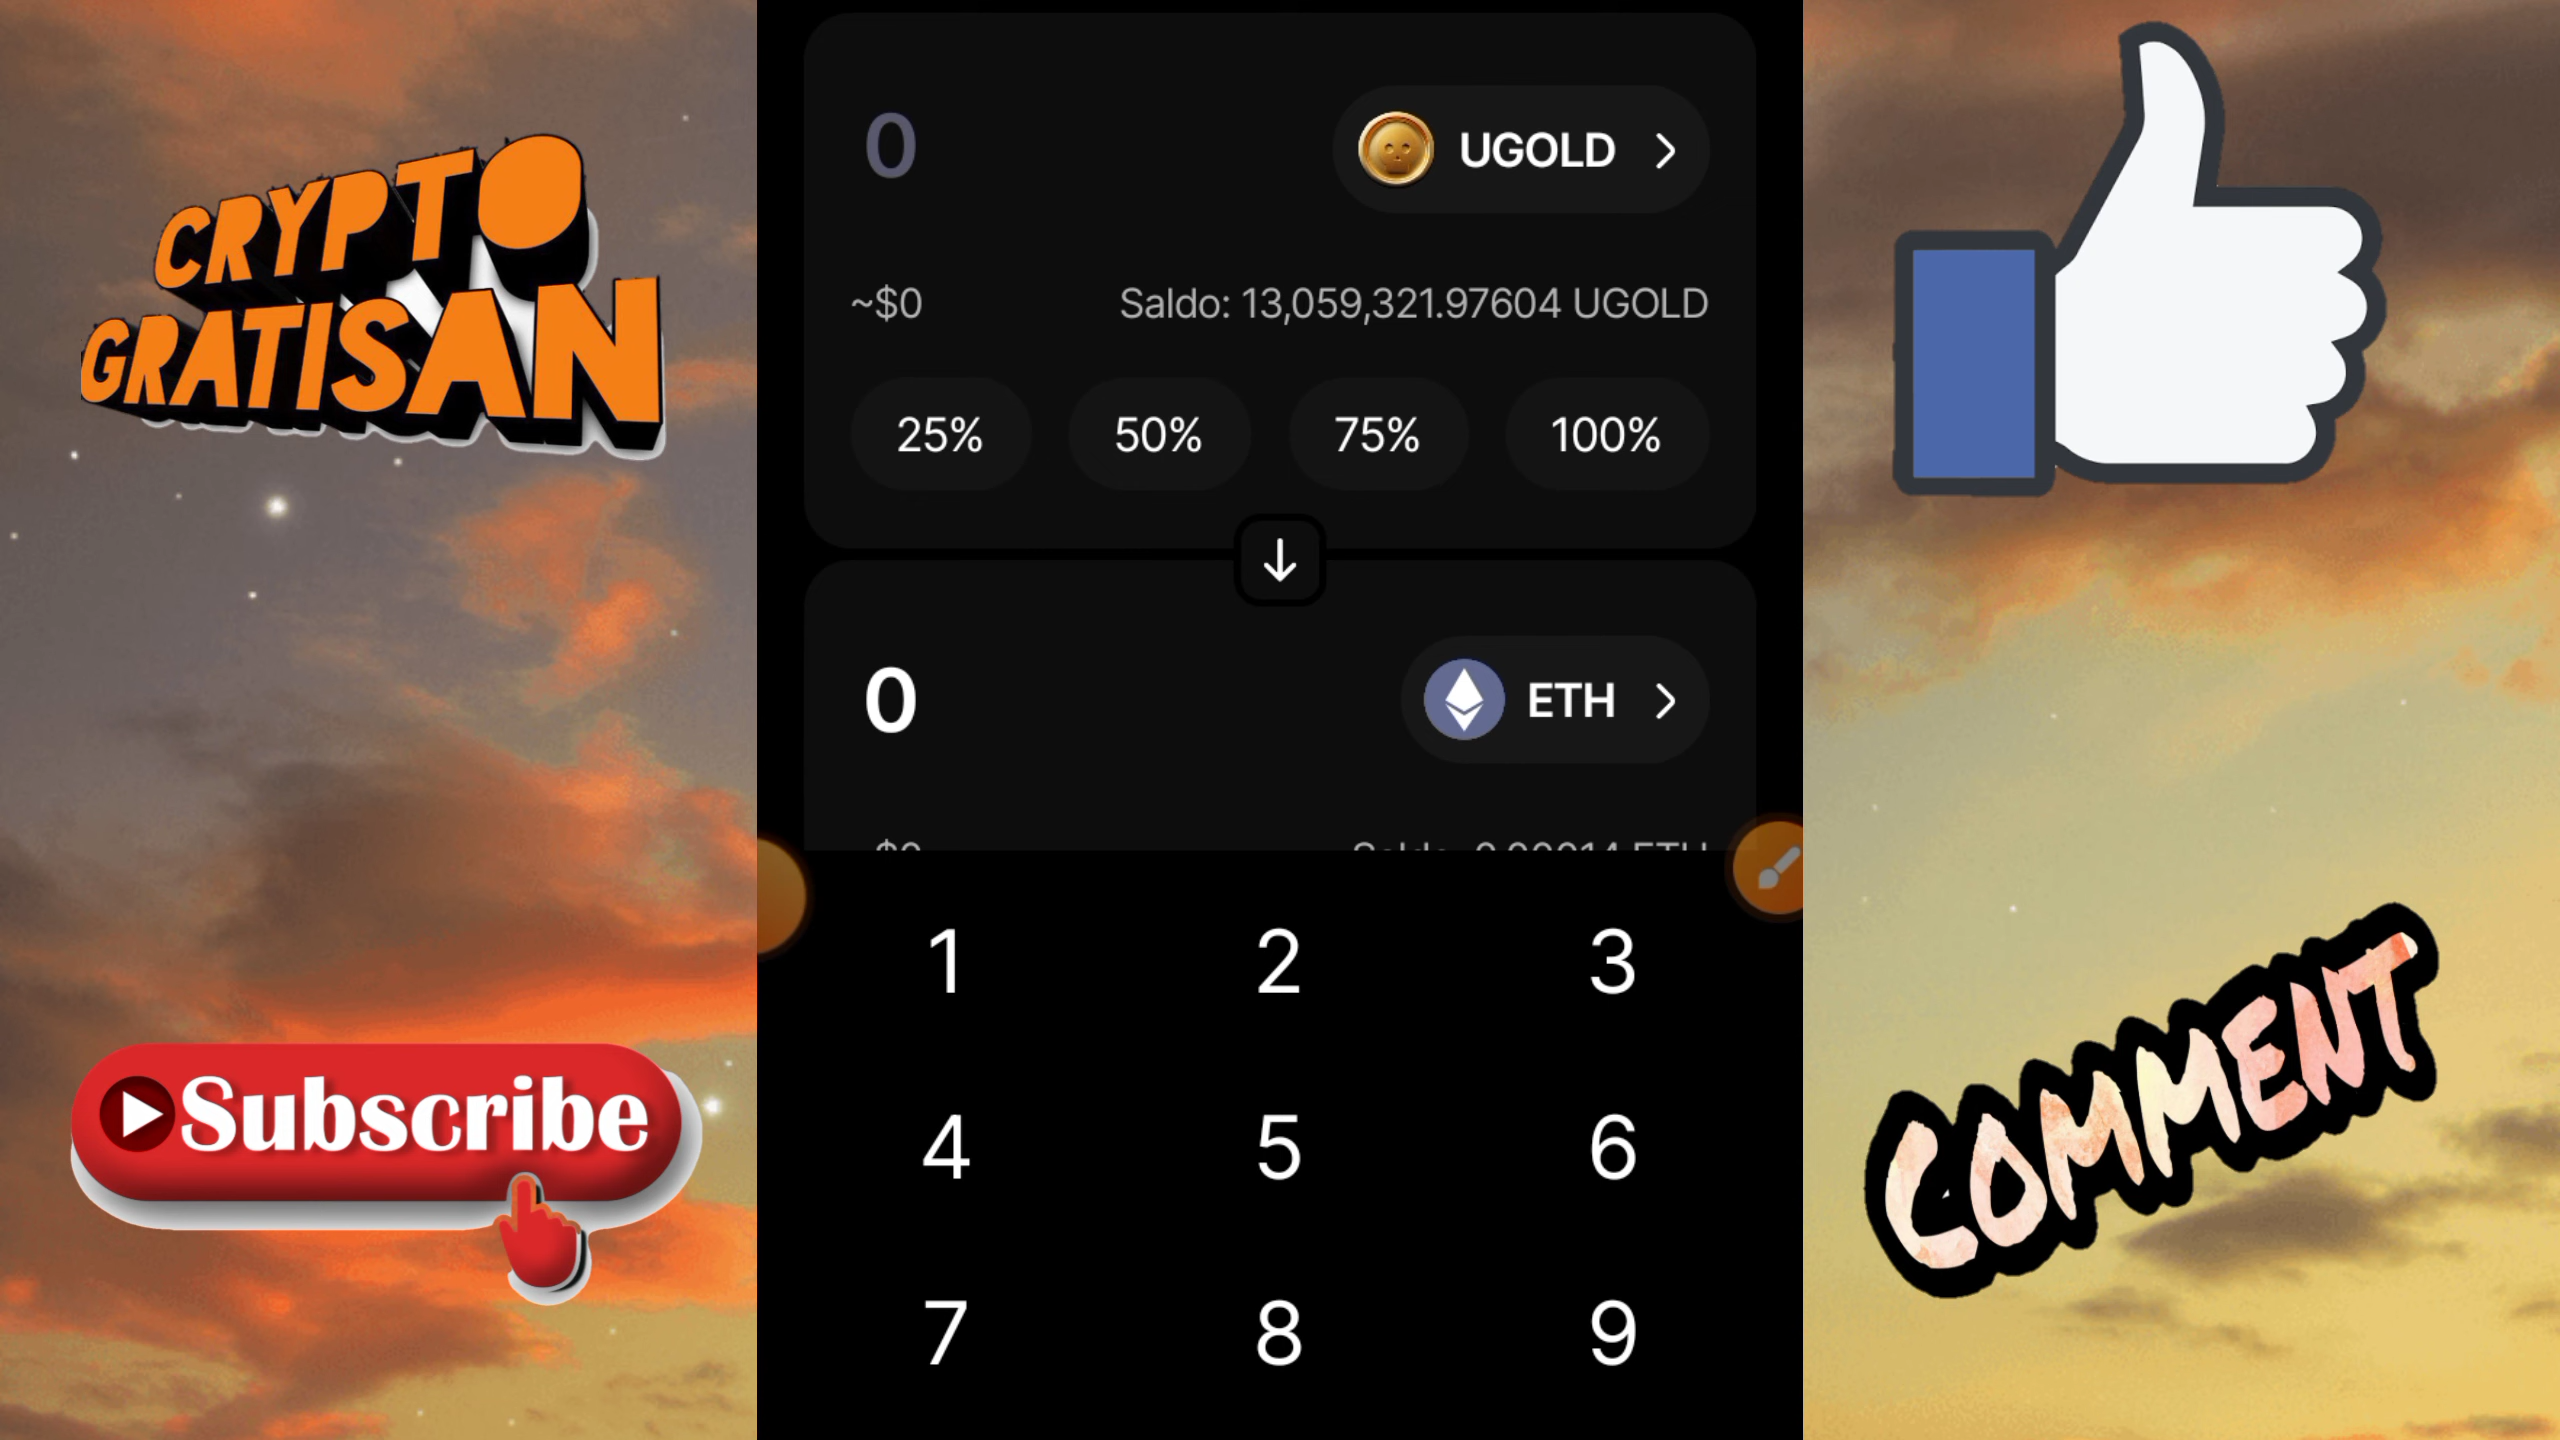 CRYPTO
GRATISAN
Subscribe
0
UGOLD
~$0
Saldo: 13,059,321.97604 UGOLD
25%
50%
75%
100%
0
ETH
1
2
3
4
5
6
7
8
9
COMMENT